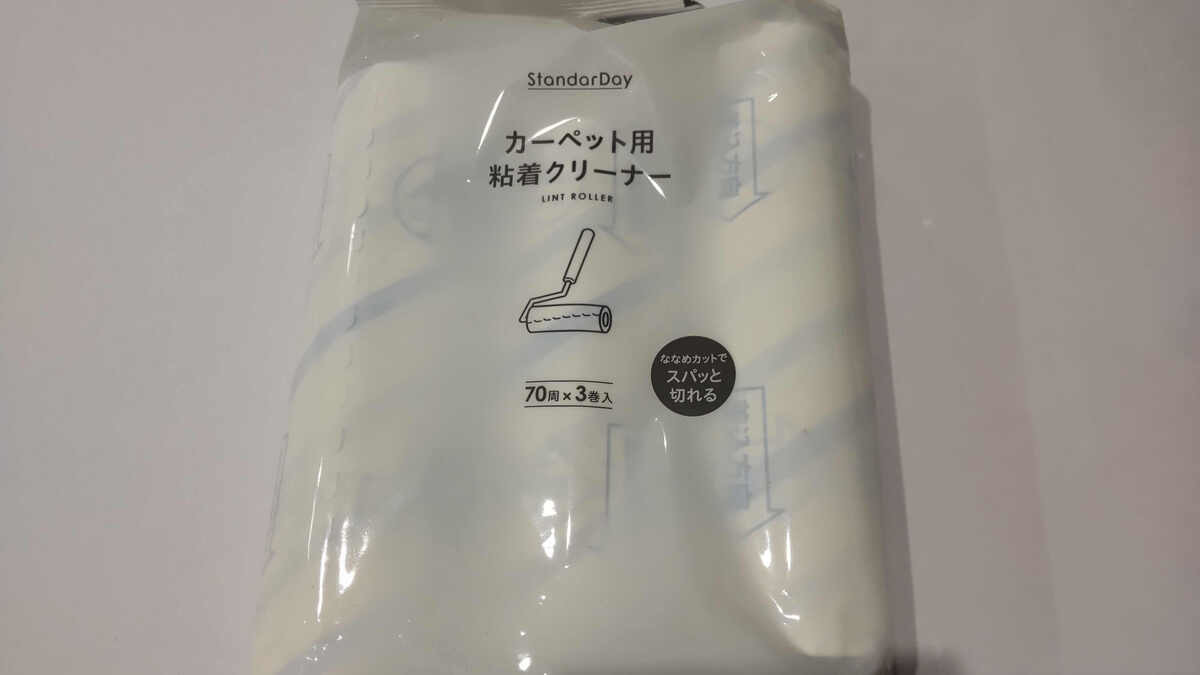 StandarDay
カーペット用
粘着クリーナー
LINT ROLLER
70周×3巻入
ななめカットで
スパッと
切れる